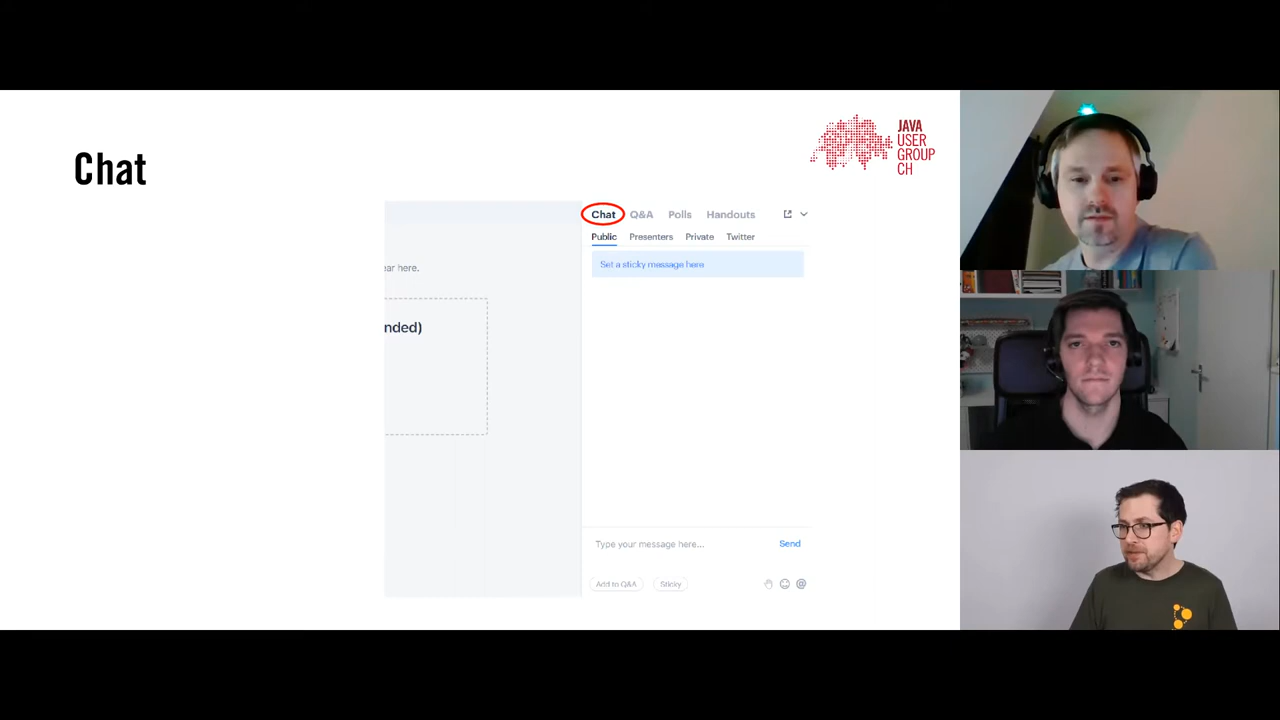 Chat
JAVA
USER
GROUP
CH
Chat Q&A Polls Handouts
Public Presenters Private Twitter
Set a sticky message here
ear here.
nded)
Type your message here... Send
Add to Q&A Sticky